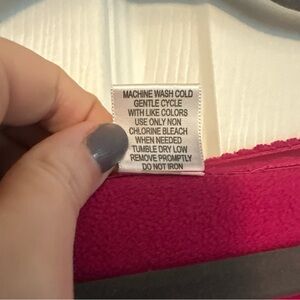 MACHINE WASH COLD
GENTLE CYCLE
WITH LIKE COLORS
USE ONLY NON
CHLORINE BLEACH
WHEN NEEDED
TUMBLE DRY LOW
REMOVE PROMPTLY
DO NOT IRON